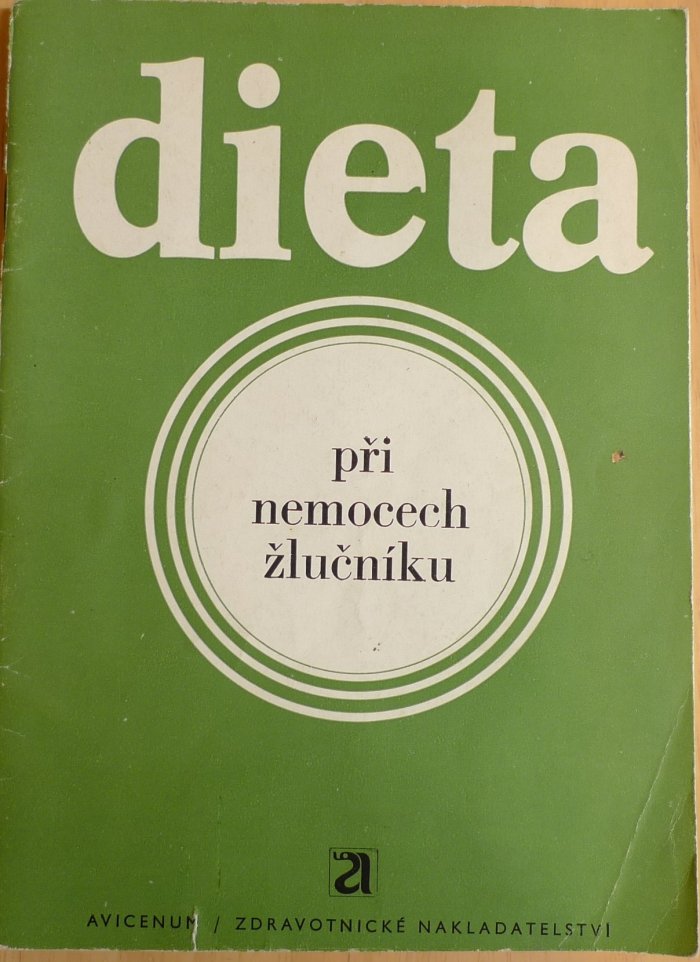 dieta
při
nemocech
žlučníku
AVICENUM / ZDRAVOTNICKÉ NAKLADATELSTVÍ